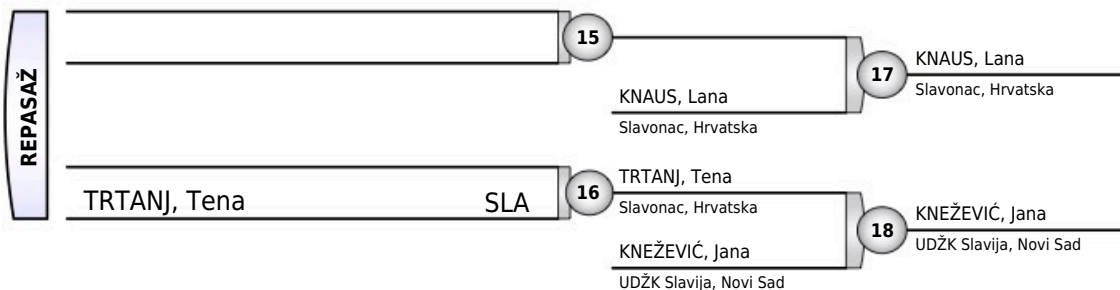 REPASAŽ
15
KNAUS, Lana
Slavonac, Hrvatska
17
KNAUS, Lana
Slavonac, Hrvatska
TRTANJ, Tena SLA
16
TRTANJ, Tena
Slavonac, Hrvatska
KNEŽEVIĆ, Jana
UDŽK Slavija, Novi Sad
18
KNEŽEVIĆ, Jana
UDŽK Slavija, Novi Sad